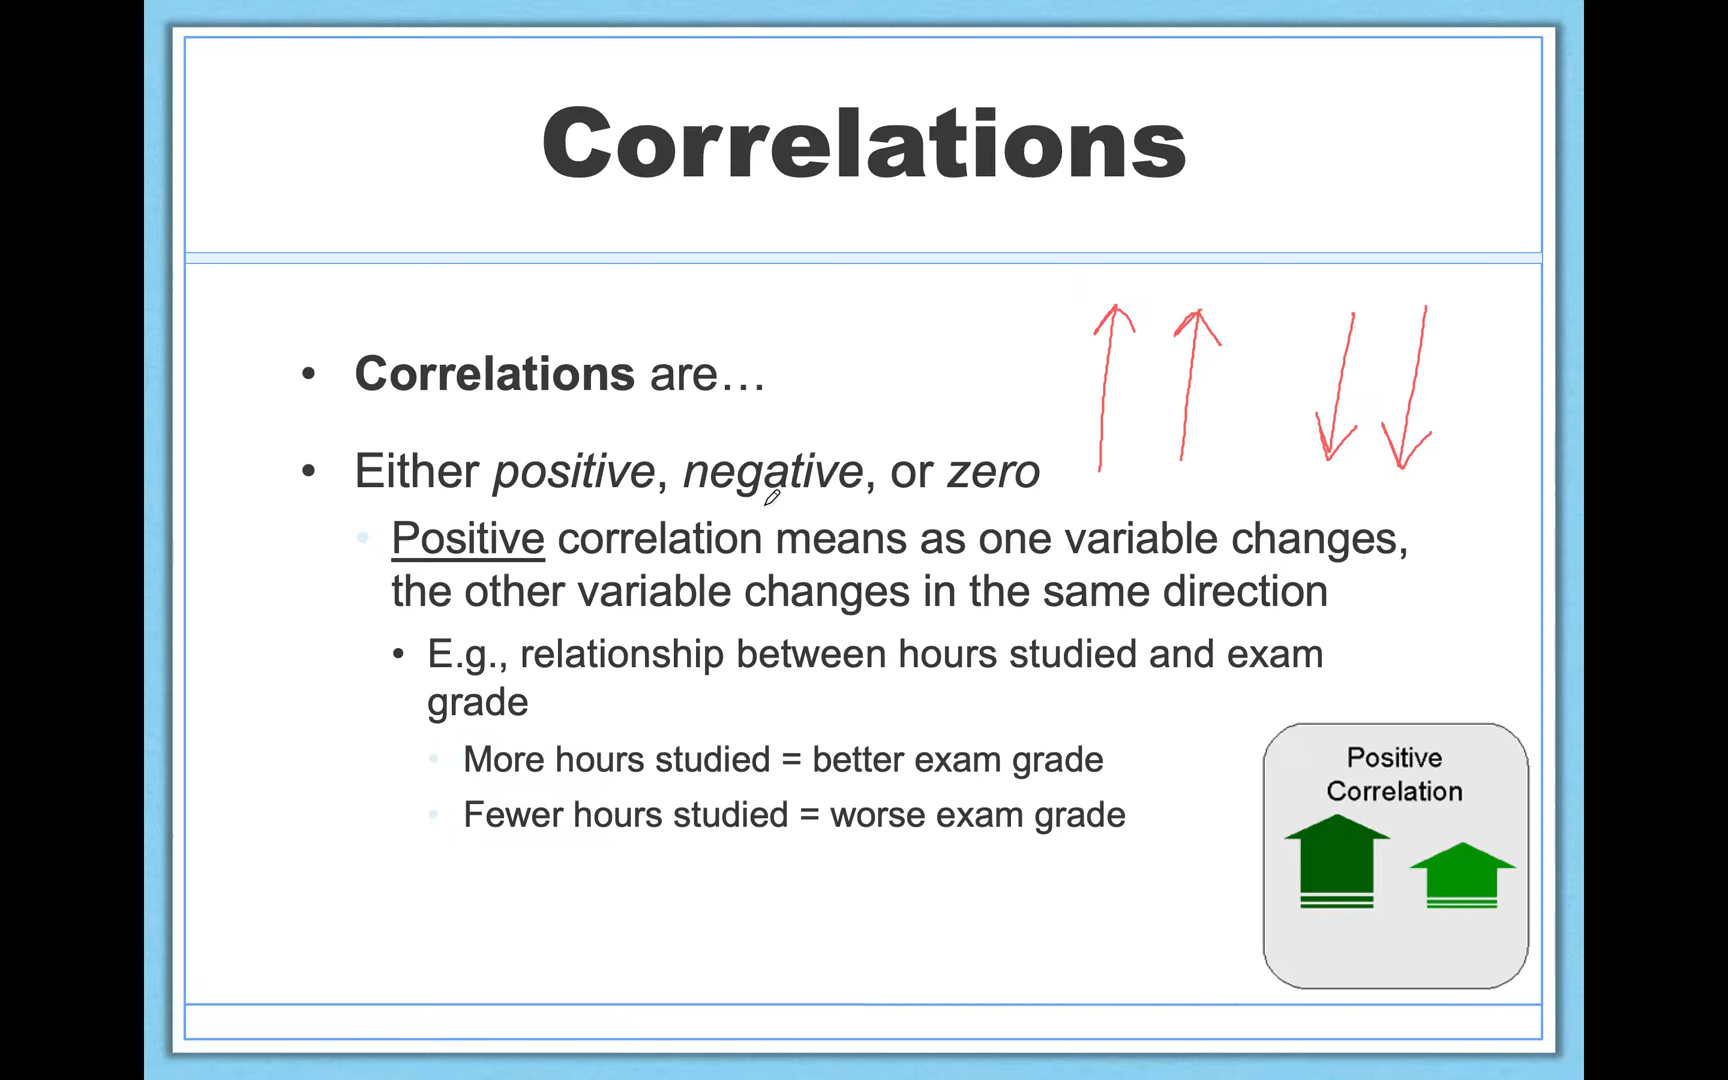 Correlations
• Correlations are…
• Either positive, negative, or zero
• Positive correlation means as one variable changes,
the other variable changes in the same direction
• E.g., relationship between hours studied and exam
grade
• More hours studied = better exam grade
• Fewer hours studied = worse exam grade
Positive
Correlation